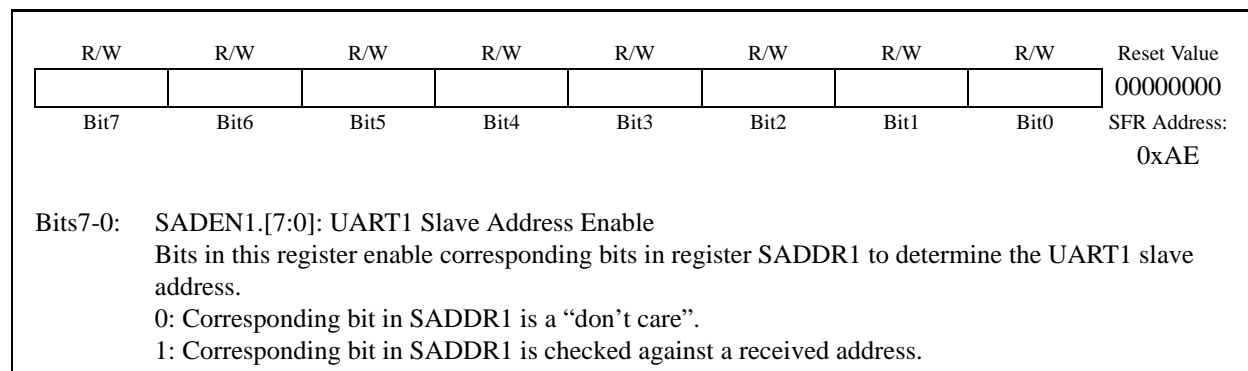 R/W R/W R/W R/W R/W R/W R/W R/W Reset Value
00000000
Bit7 Bit6 Bit5 Bit4 Bit3 Bit2 Bit1 Bit0 SFR Address:
0xAE
Bits7-0: SADEN1.[7:0]: UART1 Slave Address Enable
Bits in this register enable corresponding bits in register SADDR1 to determine the UART1 slave
address.
0: Corresponding bit in SADDR1 is a “don’t care”.
1: Corresponding bit in SADDR1 is checked against a received address.